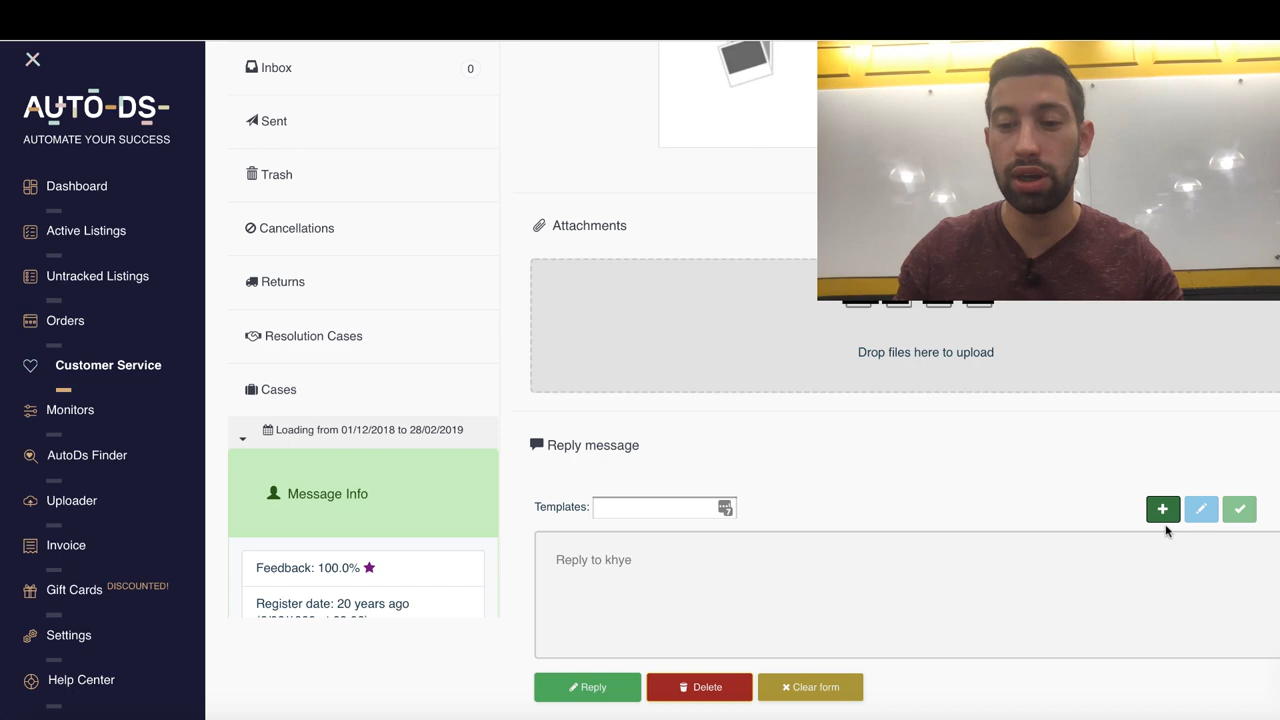 AUTO-DS-
AUTOMATE YOUR SUCCESS
Dashboard
Active Listings
Untracked Listings
Orders
Customer Service
Monitors
AutoDs Finder
Uploader
Invoice
Gift Cards DISCOUNTED!
Settings
Help Center
Inbox 0
Sent
Trash
Cancellations
Returns
Resolution Cases
Cases
Loading from 01/12/2018 to 28/02/2019
Message Info
Feedback: 100.0%
Register date: 20 years ago
Attachments
Drop files here to upload
Reply message
Templates:
Reply to khye
Reply
Delete
Clear form